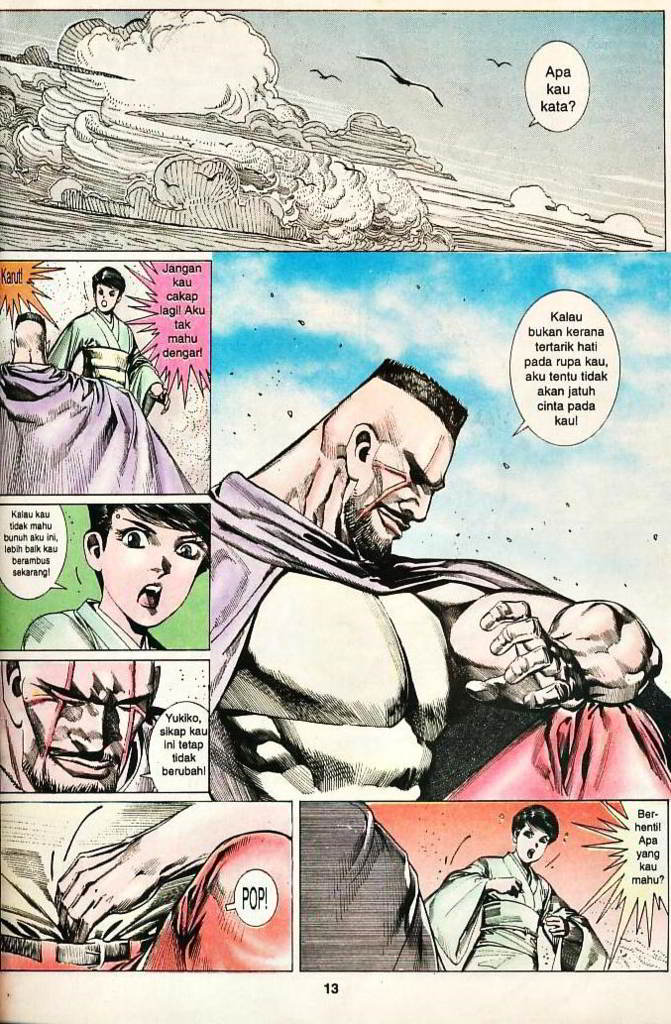 Apa
kau
kata?
Karut!
Jangan
kau
cakap
lagi! Aku
tak
mahu
dengar!
Kalau
bukan kerana
tertarik hati
pada rupa kau,
aku tentu tidak
akan jatuh
cinta pada
kau!
Kalau kau
tidak mahu
bunuh aku ini,
lebih baik kau
berambus
sekarang!
Yukiko,
sikap kau
ini tetap
tidak
berubah!
POP!
Ber-
henti!
Apa
yang
kau
mahu?
13